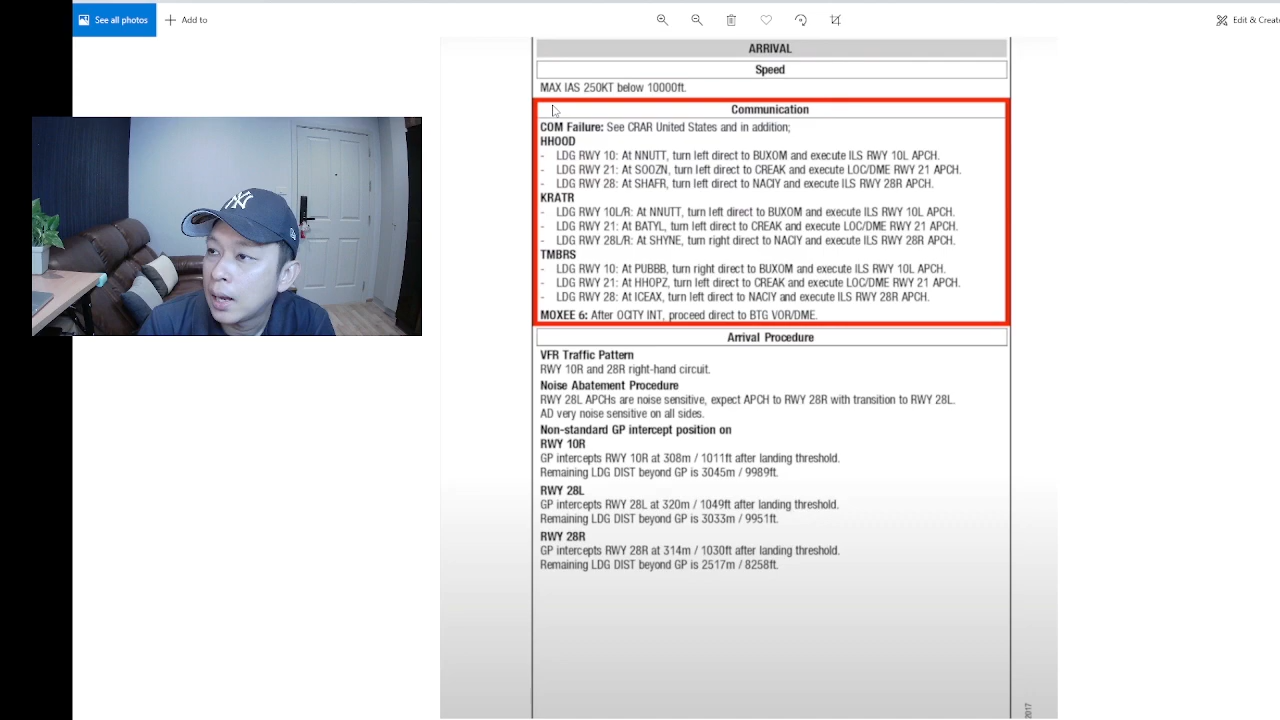 See all photos
Add to
Edit & Create
ARRIVAL
Speed
MAX IAS 250KT below 10000ft.
Communication
COM Failure: See CRAR United States and in addition;
HHOOD
- LDG RWY 10: At NNUTT, turn left direct to BUXOM and execute ILS RWY 10L APCH.
- LDG RWY 21: At SOOZN, turn left direct to CREAK and execute LOC/DME RWY 21 APCH.
- LDG RWY 28: At SHAFR, turn left direct to NACIY and execute ILS RWY 28R APCH.
KRATR
- LDG RWY 10L/R: At NNUTT, turn left direct to BUXOM and execute ILS RWY 10L APCH.
- LDG RWY 21: At BATYL, turn left direct to CREAK and execute LOC/DME RWY 21 APCH.
- LDG RWY 28L/R: At SHYNE, turn right direct to NACIY and execute ILS RWY 28R APCH.
TMBRS
- LDG RWY 10: At PUBBB, turn right direct to BUXOM and execute ILS RWY 10L APCH.
- LDG RWY 21: At HHOPZ, turn left direct to CREAK and execute LOC/DME RWY 21 APCH.
- LDG RWY 28: At ICEAX, turn left direct to NACIY and execute ILS RWY 28R APCH.
MOXEE 6: After OCITY INT, proceed direct to BTG VOR/DME.
Arrival Procedure
VFR Traffic Pattern
RWY 10R and 28R right-hand circuit.
Noise Abatement Procedure
RWY 28L APCHs are noise sensitive, expect APCH to RWY 28R with transition to RWY 28L.
AD very noise sensitive on all sides.
Non-standard GP intercept position on
RWY 10R
GP intercepts RWY 10R at 308m / 1011ft after landing threshold.
Remaining LDG DIST beyond GP is 3045m / 9989ft.
RWY 28L
GP intercepts RWY 28L at 320m / 1049ft after landing threshold.
Remaining LDG DIST beyond GP is 3033m / 9951ft.
RWY 28R
GP intercepts RWY 28R at 314m / 1030ft after landing threshold.
Remaining LDG DIST beyond GP is 2517m / 8258ft.
2017